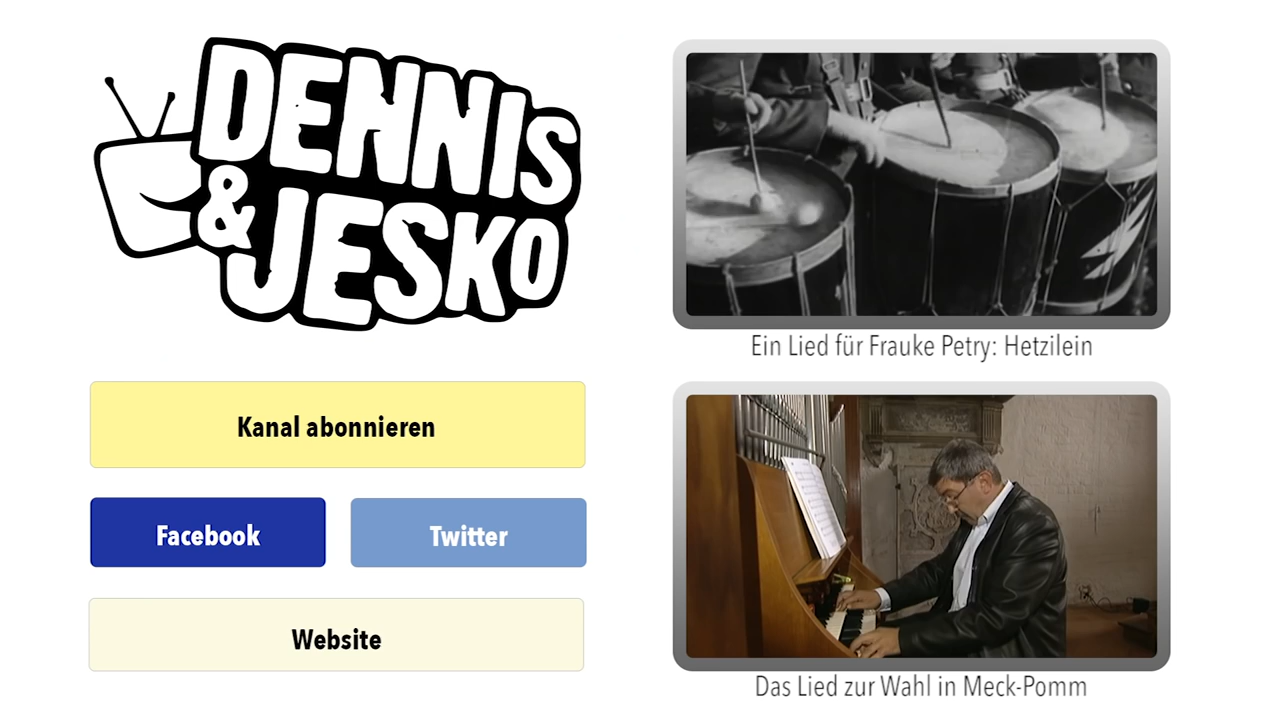 DENNIS
& JESKO
Kanal abonnieren
Facebook
Twitter
Website
Ein Lied für Frauke Petry: Hetzilein
Das Lied zur Wahl in Meck-Pomm